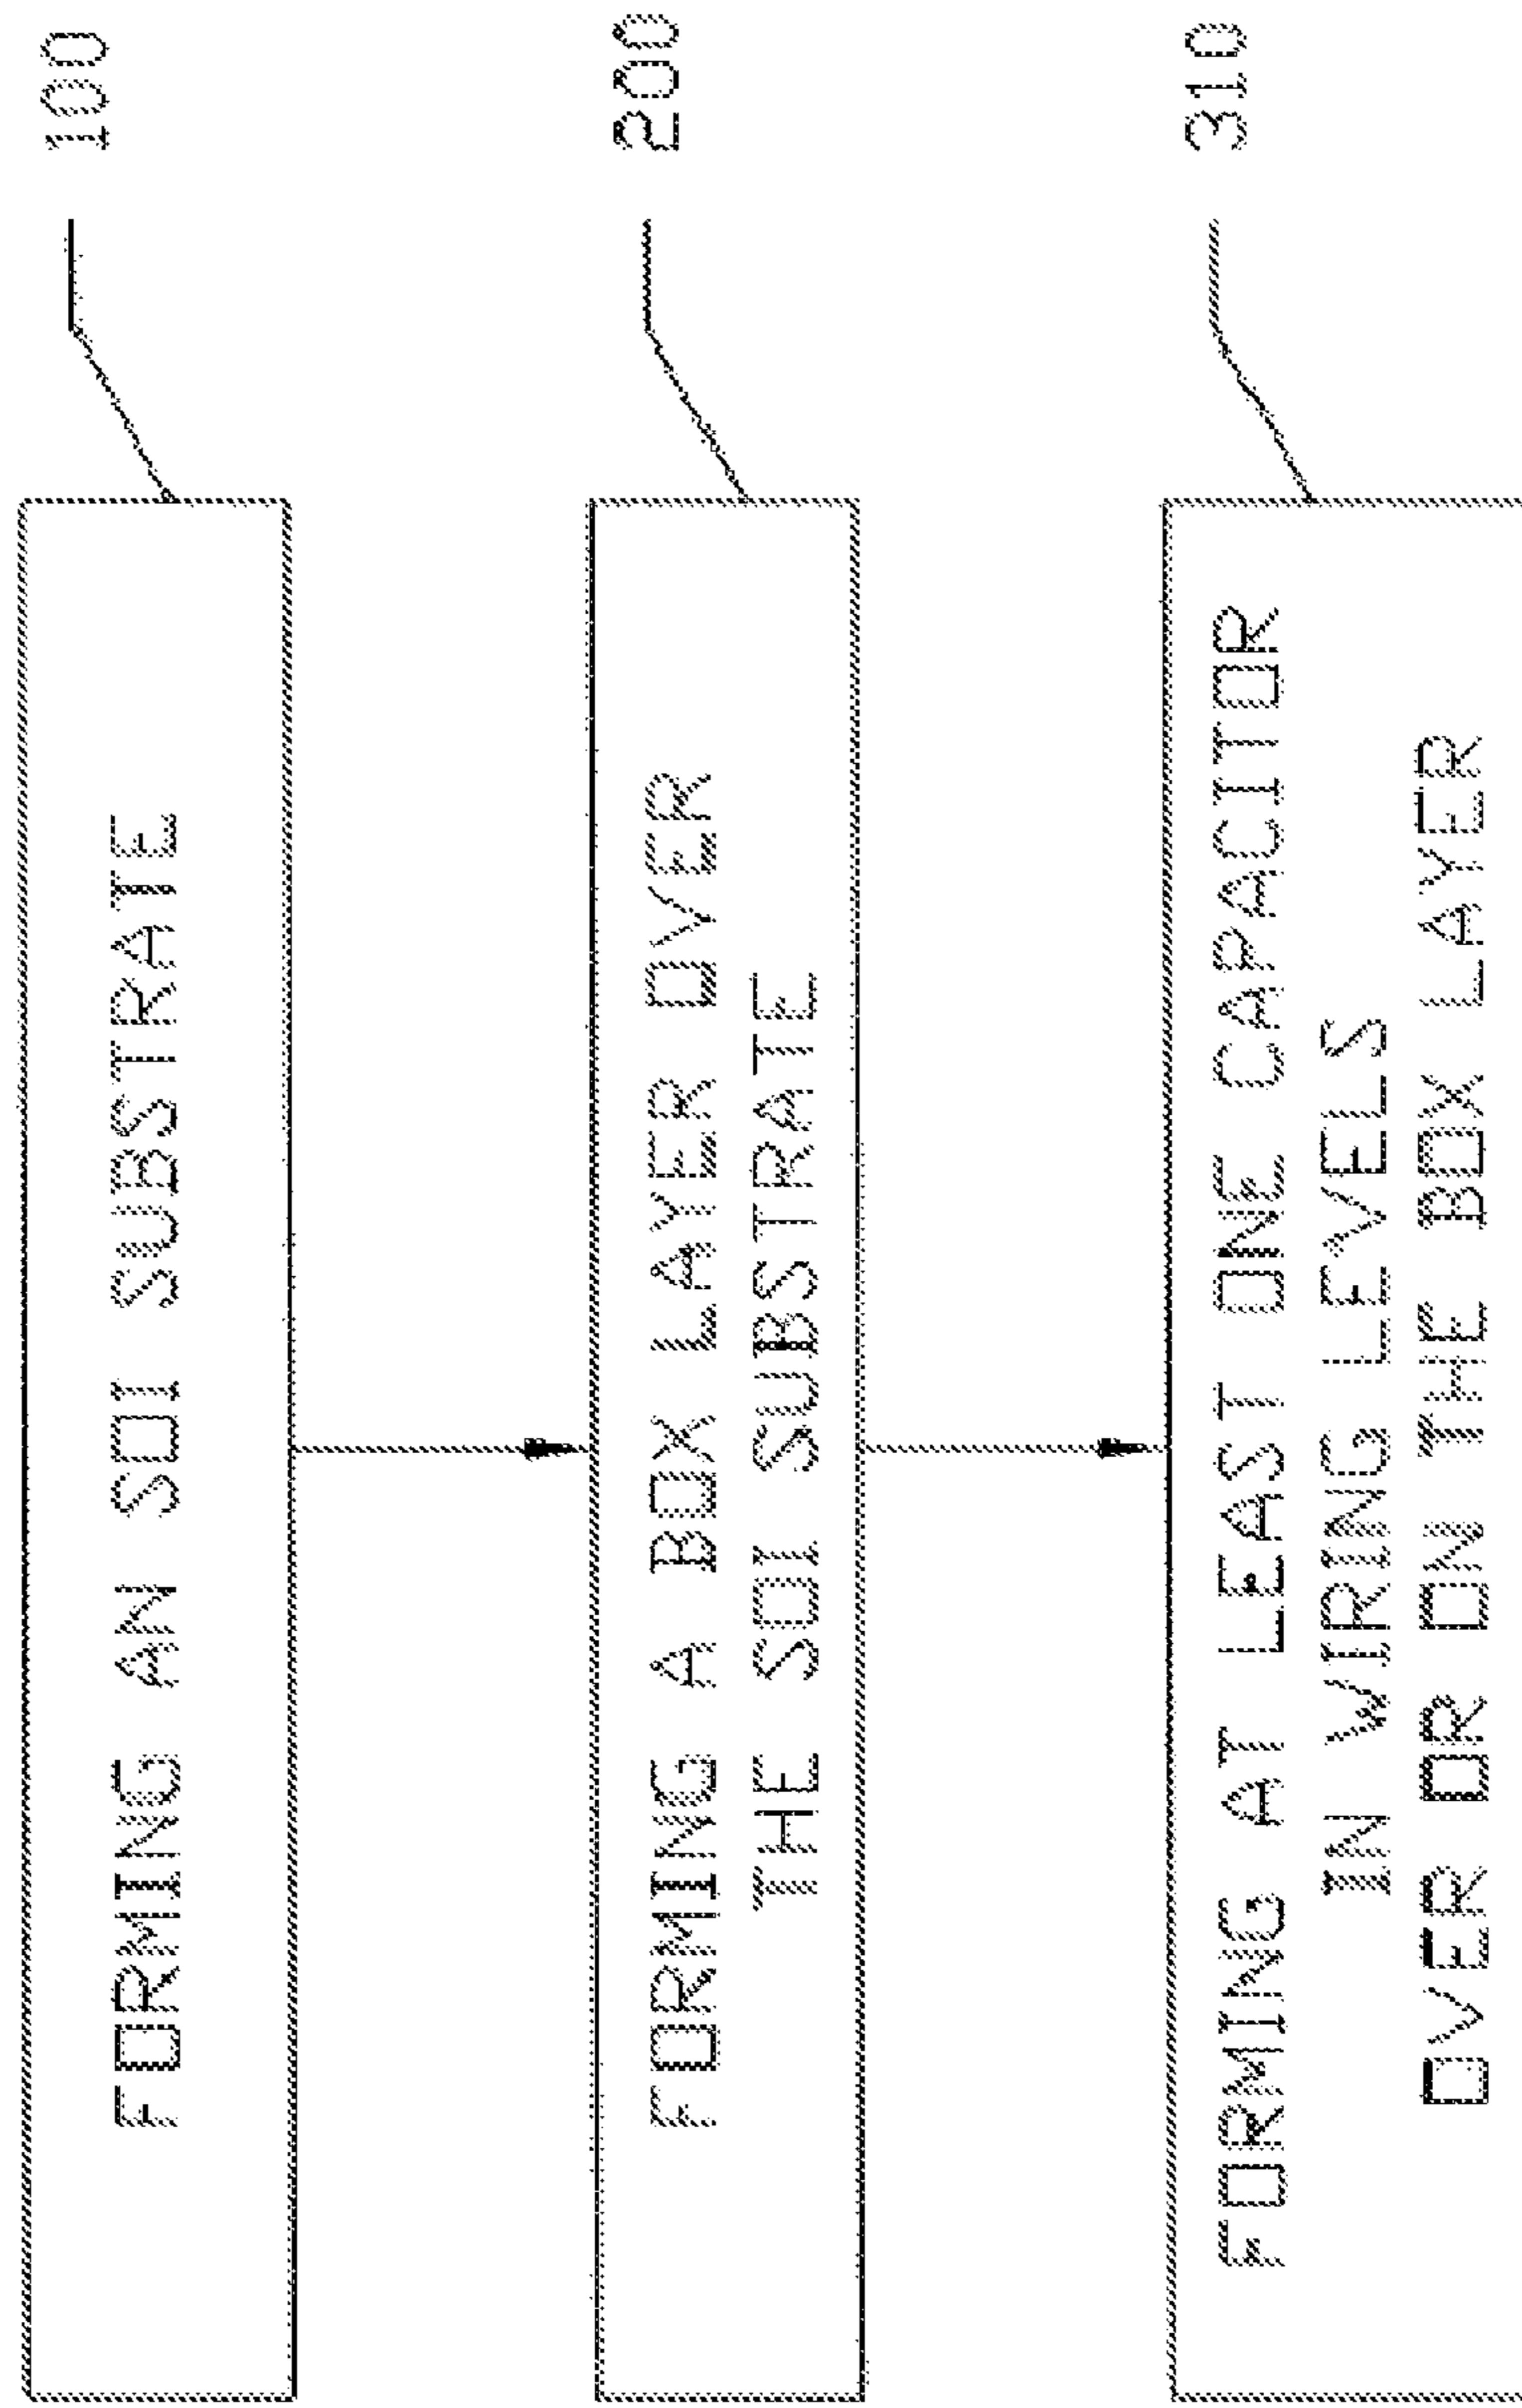 FORMING AN SOI SUBSTRATE
100
FORMING A BOX LAYER OVER
THE SOI SUBSTRATE
200
FORMING AT LEAST ONE CAPACITOR
IN WIRING LEVELS
OVER OR ON THE BOX LAYER
310